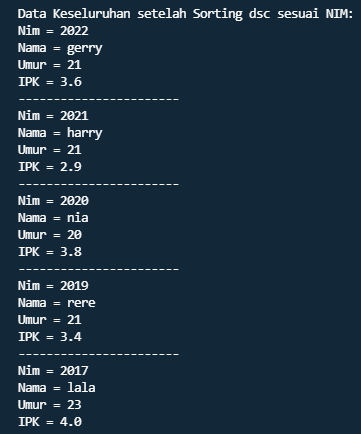 Data Keseluruhan setelah Sorting dsc sesuai NIM:
Nim = 2022
Nama = gerry
Umur = 21
IPK = 3.6
-----------------------
Nim = 2021
Nama = harry
Umur = 21
IPK = 2.9
-----------------------
Nim = 2020
Nama = nia
Umur = 20
IPK = 3.8
-----------------------
Nim = 2019
Nama = rere
Umur = 21
IPK = 3.4
-----------------------
Nim = 2017
Nama = lala
Umur = 23
IPK = 4.0